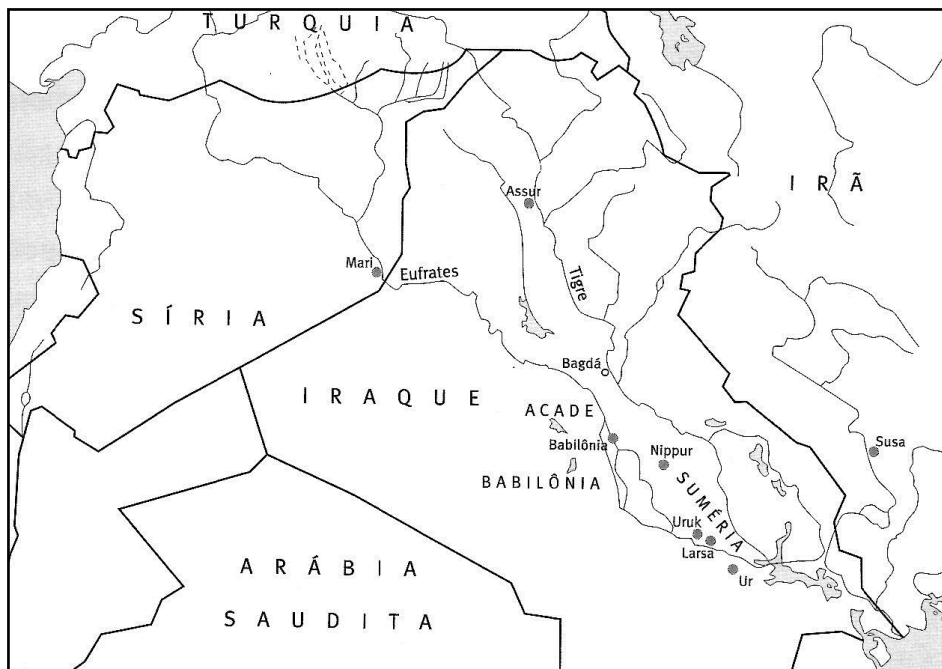 TURQUIA
IRÃ
Assur
Mari
Eufrates
Tigre
SÍRIA
Bagdá
IRAQUE
ACADE
Babilônia
Nippur
Susa
BABILÔNIA
SUMÉRIA
Uruk
Larsa
Ur
ARÁBIA
SAUDITA